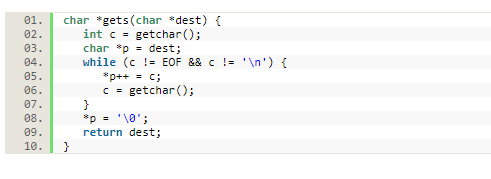 01. char *gets(char *dest) {
02.    int c = getchar();
03.    char *p = dest;
04.    while (c != EOF && c != '\n') {
05.       *p++ = c;
06.       c = getchar();
07.    }
08.    *p = '\0';
09.    return dest;
10. }